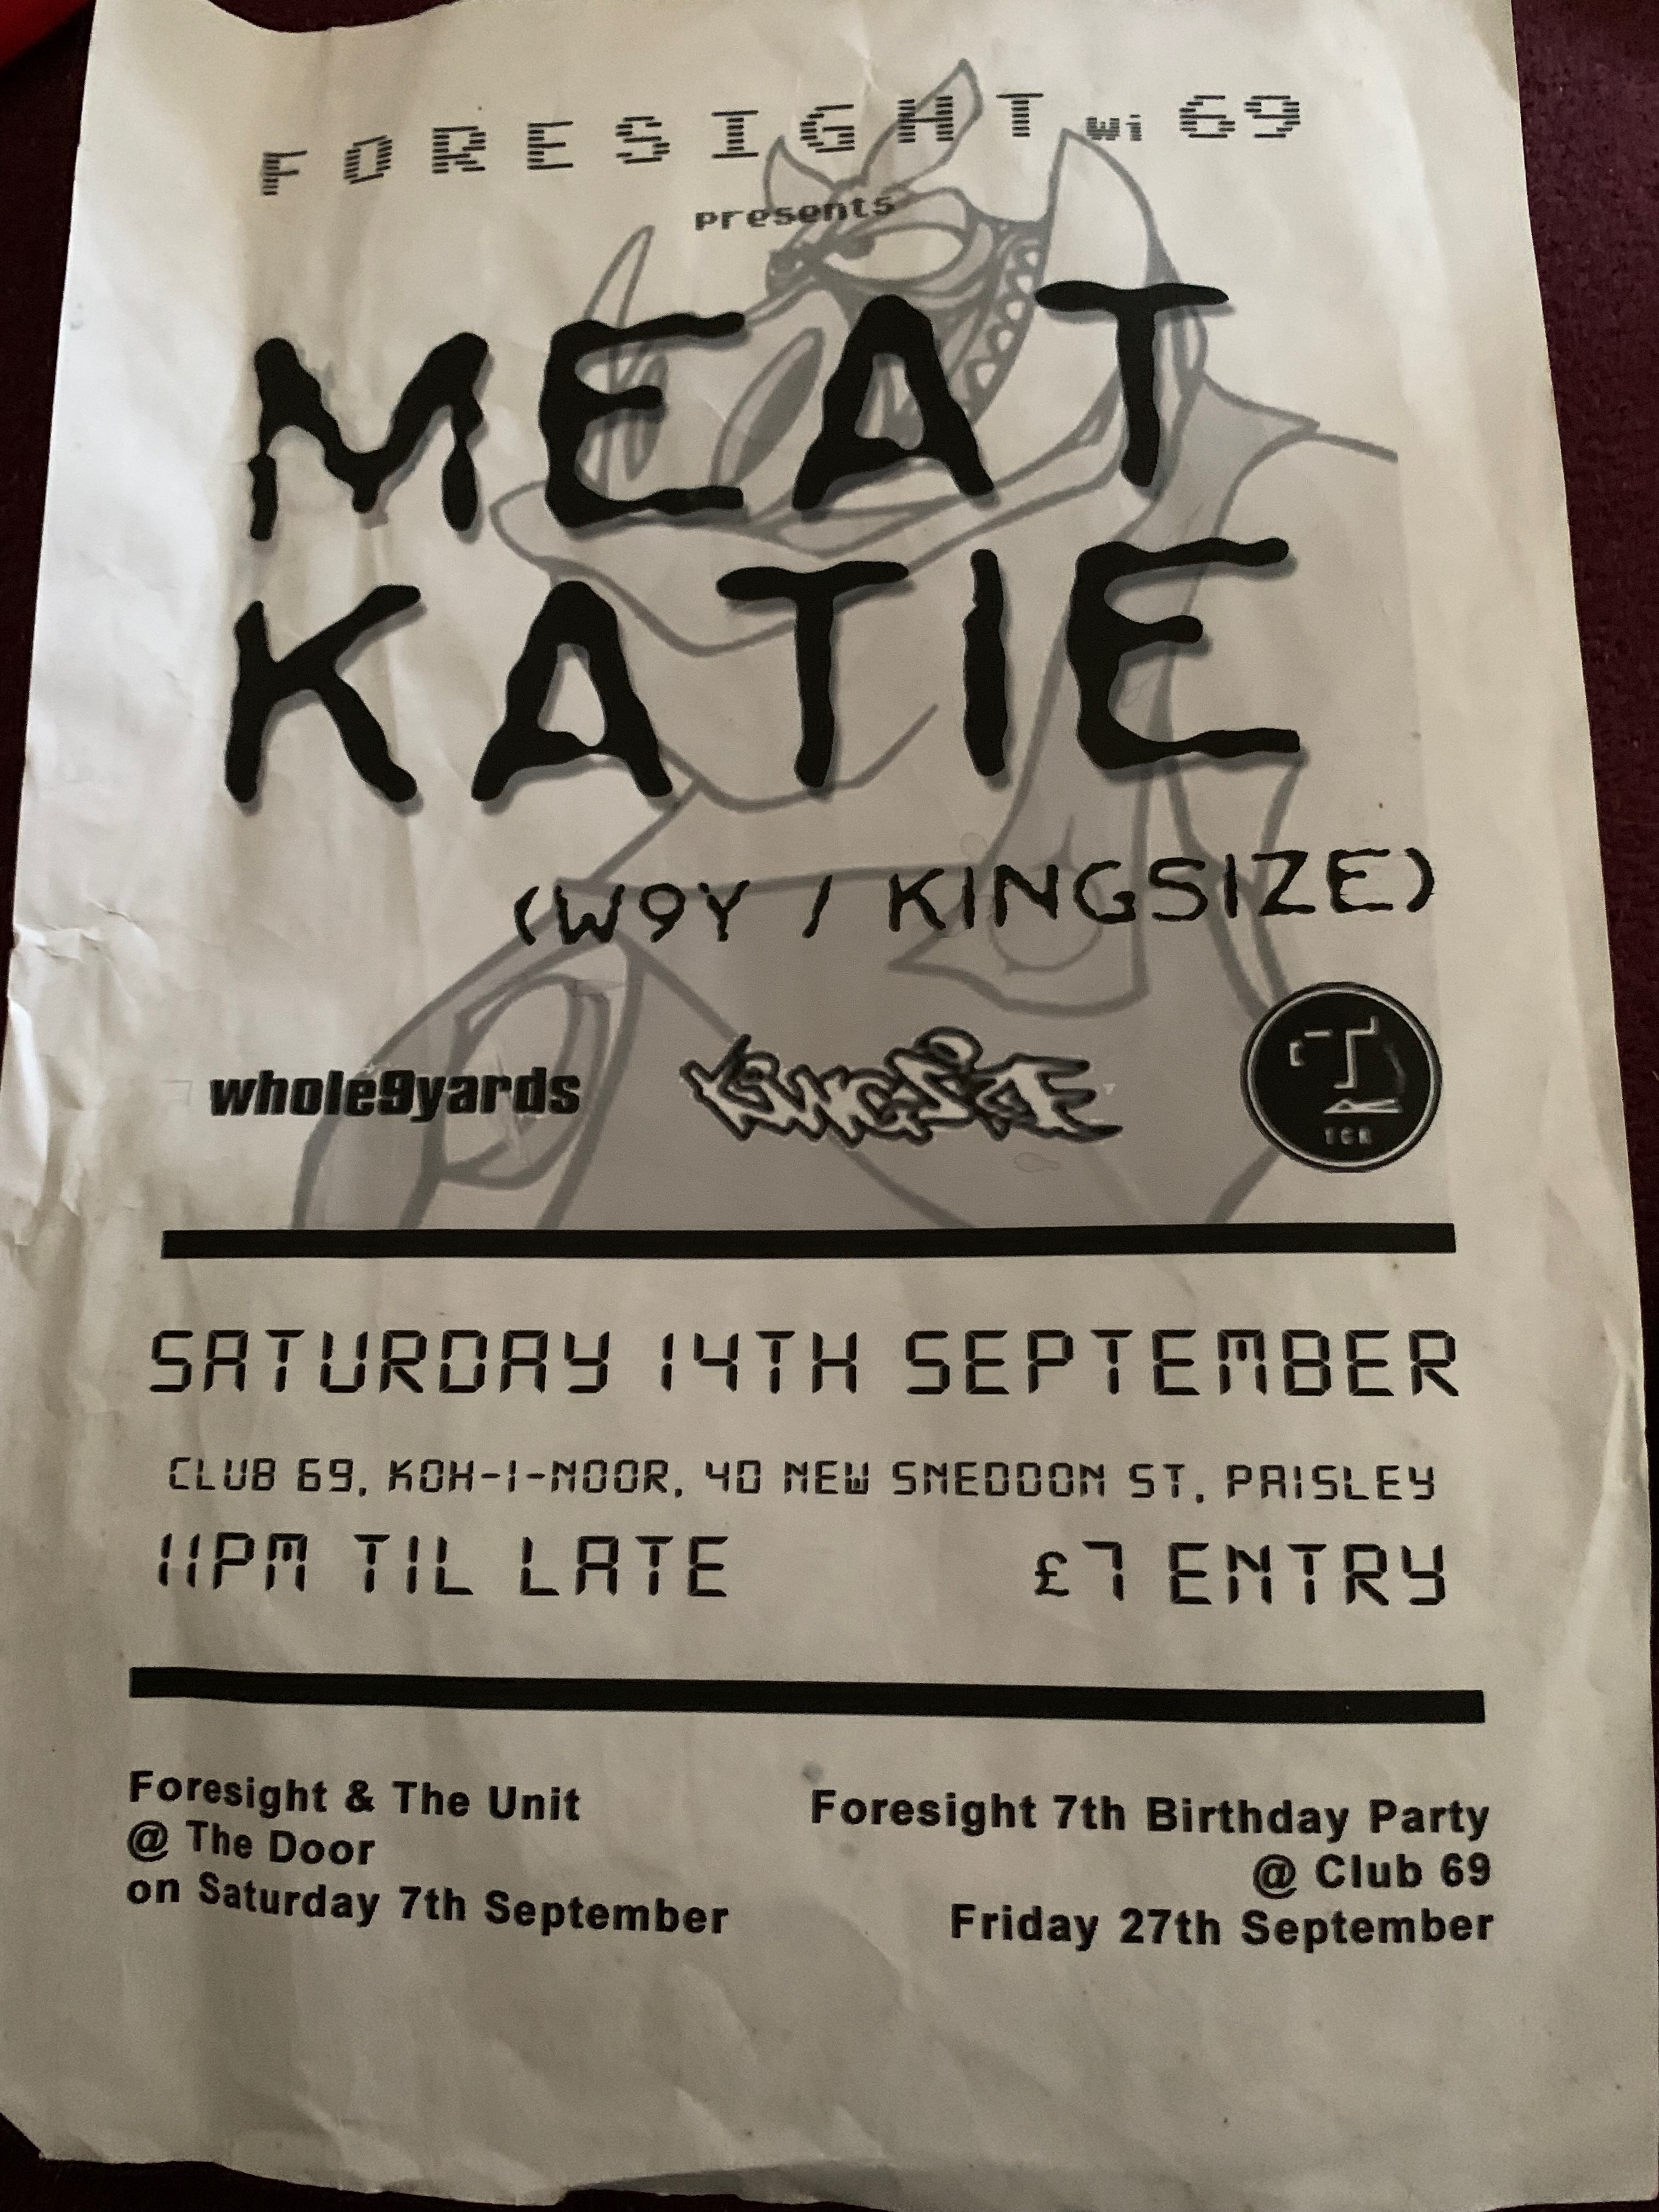 FORESIGHT wi 69
presents
MEAT
KATIE
(W9Y / KINGSIZE)
whole9yards
KINGSIZE
TCR
SATURDAY 14TH SEPTEMBER
CLUB 69, KOH-I-NOOR, 40 NEW SNEDDON ST, PAISLEY
11PM TIL LATE £7 ENTRY
Foresight & The Unit
@ The Door
on Saturday 7th September
Foresight 7th Birthday Party
@ Club 69
Friday 27th September